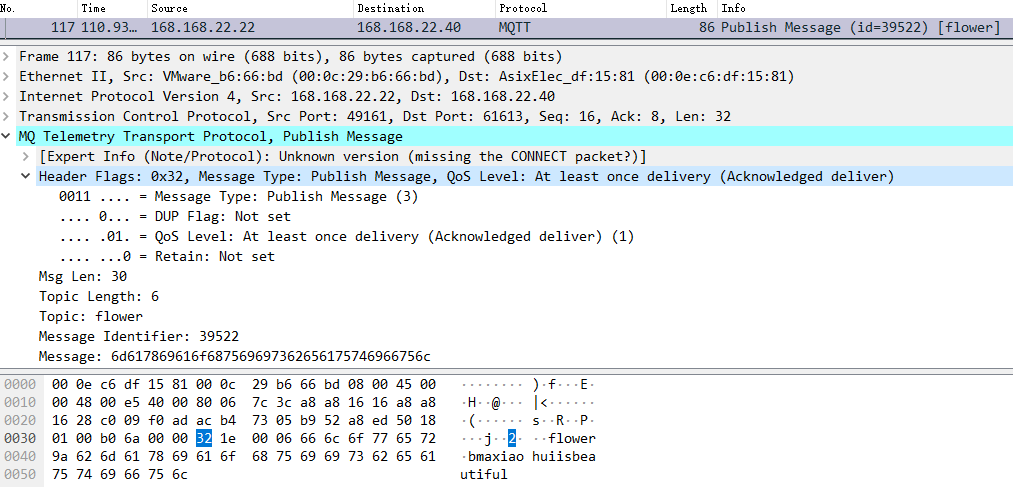 No. Time Source Destination Protocol Length Info
117 110.93… 168.168.22.22 168.168.22.40 MQTT 86 Publish Message (id=39522) [flower]
Frame 117: 86 bytes on wire (688 bits), 86 bytes captured (688 bits)
Ethernet II, Src: VMware_b6:66:bd (00:0c:29:b6:66:bd), Dst: AsixElec_df:15:81 (00:0e:c6:df:15:81)
Internet Protocol Version 4, Src: 168.168.22.22, Dst: 168.168.22.40
Transmission Control Protocol, Src Port: 49161, Dst Port: 61613, Seq: 16, Ack: 8, Len: 32
MQ Telemetry Transport Protocol, Publish Message
[Expert Info (Note/Protocol): Unknown version (missing the CONNECT packet?)]
Header Flags: 0x32, Message Type: Publish Message, QoS Level: At least once delivery (Acknowledged deliver)
0011 .... = Message Type: Publish Message (3)
.... 0... = DUP Flag: Not set
.... .01. = QoS Level: At least once delivery (Acknowledged deliver) (1)
.... ...0 = Retain: Not set
Msg Len: 30
Topic Length: 6
Topic: flower
Message Identifier: 39522
Message: 6d617869616f687569697362656175746966756c
0000 00 0e c6 df 15 81 00 0c 29 b6 66 bd 08 00 45 00 ········ )·f···E·
0010 00 48 00 e5 40 00 80 06 7c 3c a8 a8 16 16 a8 a8 ·H··@··· |<······
0020 16 28 c0 09 f0 ad ac b4 73 05 b9 52 a8 ed 50 18 ·(······ s··R··P·
0030 01 00 b6 6a 00 00 32 1e 00 06 66 6c 6f 77 65 72 ···j··2· ··flower
0040 9a 62 6d 61 78 69 61 6f 68 75 69 69 73 62 65 61 ·bmaxiao huiisbea
0050 75 74 69 66 75 6c utiful